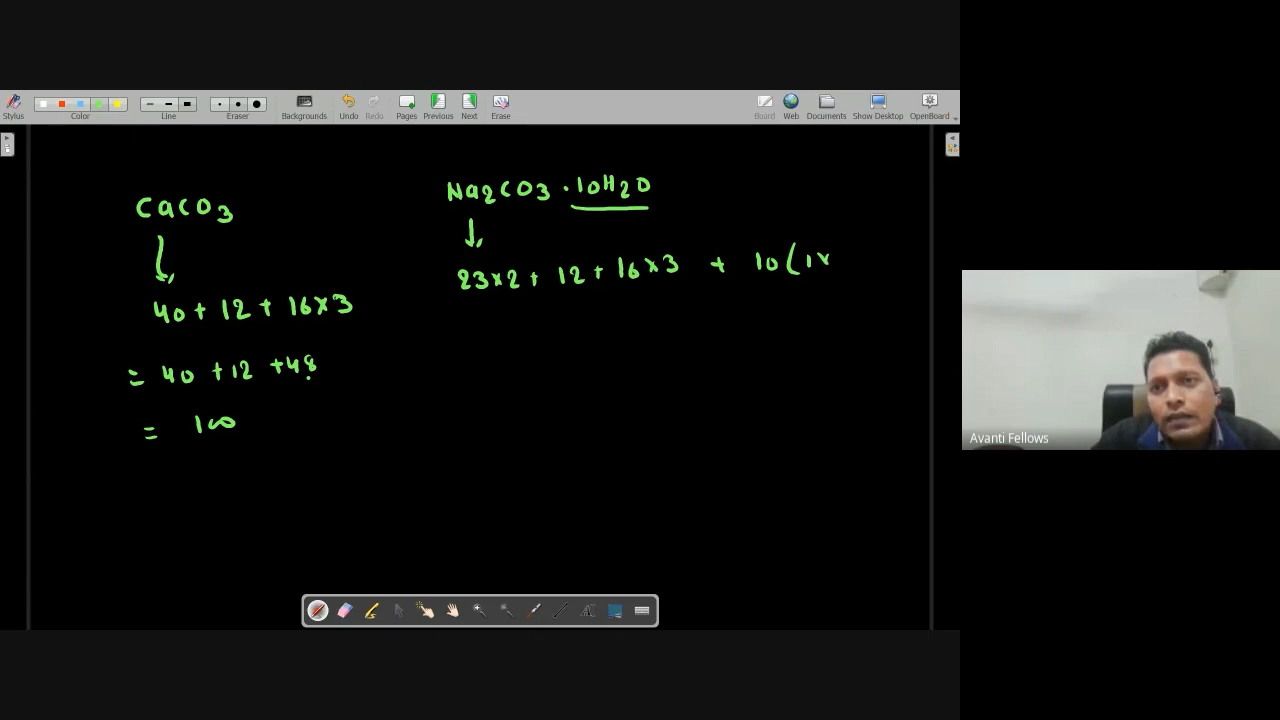 Stylus
Color
Line
Eraser
Backgrounds
Undo
Redo
Pages
Previous
Next
Erase
Board
Web
Documents
Show Desktop
OpenBoard
CaCO3
40 + 12 + 16 × 3
= 40 + 12 + 48
= 100
Na2CO3 · 10H2O
23×2 + 12 + 16×3 + 10(1×
Avanti Fellows